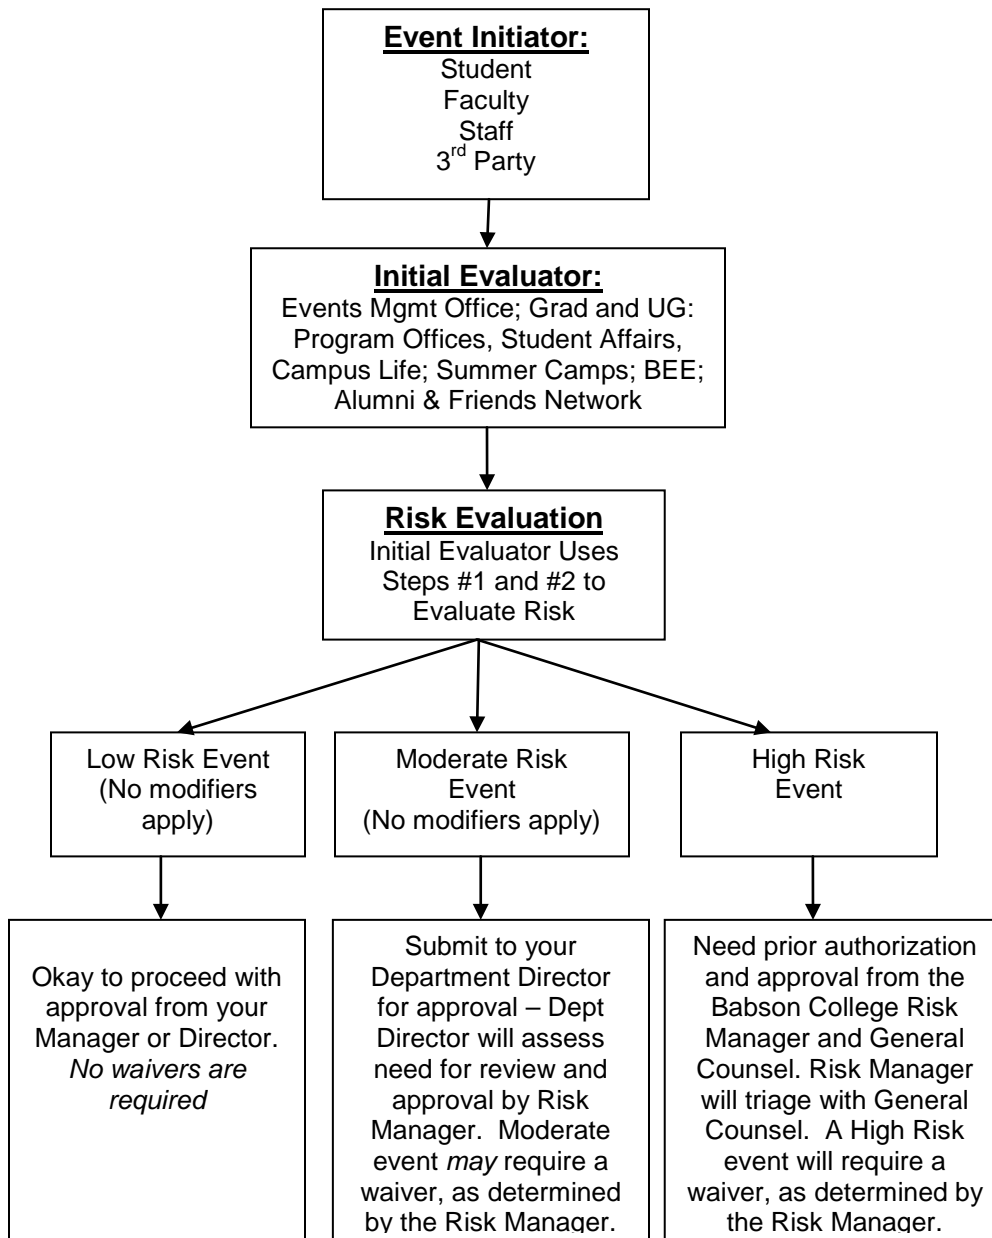 Event Initiator:
Student
Faculty
Staff
3rd Party
Initial Evaluator:
Events Mgmt Office; Grad and UG:
Program Offices, Student Affairs,
Campus Life; Summer Camps; BEE;
Alumni & Friends Network
Risk Evaluation
Initial Evaluator Uses
Steps #1 and #2 to
Evaluate Risk
Low Risk Event
(No modifiers
apply)
Moderate Risk
Event
(No modifiers apply)
High Risk
Event
Okay to proceed with
approval from your
Manager or Director.
No waivers are
required
Submit to your
Department Director
for approval – Dept
Director will assess
need for review and
approval by Risk
Manager.  Moderate
event may require a
waiver, as determined
by the Risk Manager.
Need prior authorization
and approval from the
Babson College Risk
Manager and General
Counsel. Risk Manager
will triage with General
Counsel.  A High Risk
event will require a
waiver, as determined by
the Risk Manager.